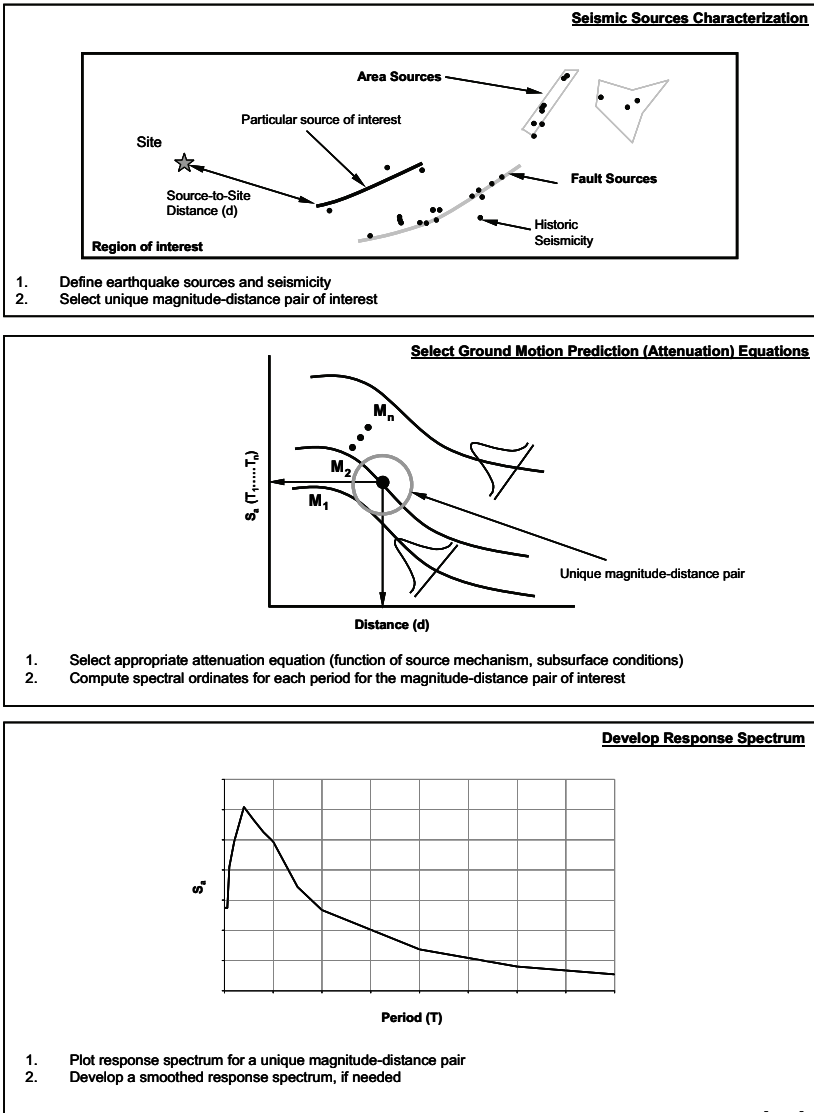 Seismic Sources Characterization
Area Sources
Particular source of interest
Site
Source-to-Site
Distance (d)
Fault Sources
Historic
Seismicity
Region of interest
1. Define earthquake sources and seismicity
2. Select unique magnitude-distance pair of interest
Select Ground Motion Prediction (Attenuation) Equations
Mn
M2
M1
Sa (T1.....Tn)
Unique magnitude-distance pair
Distance (d)
1. Select appropriate attenuation equation (function of source mechanism, subsurface conditions)
2. Compute spectral ordinates for each period for the magnitude-distance pair of interest
Develop Response Spectrum
Sa
Period (T)
1. Plot response spectrum for a unique magnitude-distance pair
2. Develop a smoothed response spectrum, if needed